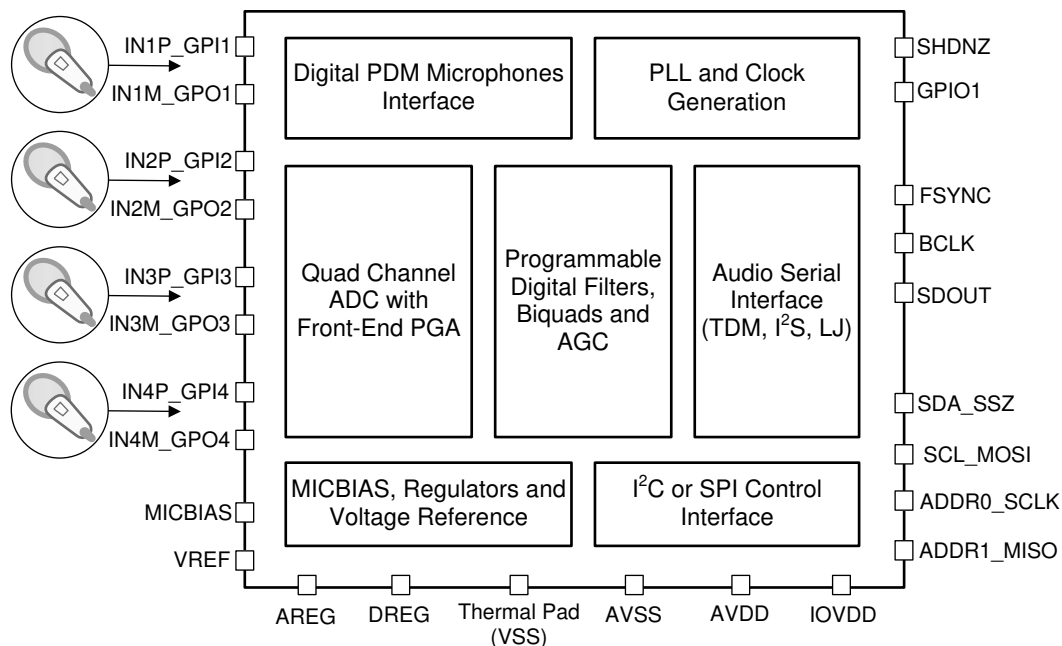 IN1P_GPI1
IN1M_GPO1
IN2P_GPI2
IN2M_GPO2
IN3P_GPI3
IN3M_GPO3
IN4P_GPI4
IN4M_GPO4
MICBIAS
VREF
Digital PDM Microphones
Interface
PLL and Clock
Generation
Quad Channel
ADC with
Front-End PGA
Programmable
Digital Filters,
Biquads and
AGC
Audio Serial
Interface
(TDM, I²S, LJ)
MICBIAS, Regulators and
Voltage Reference
I²C or SPI Control
Interface
SHDNZ
GPIO1
FSYNC
BCLK
SDOUT
SDA_SSZ
SCL_MOSI
ADDR0_SCLK
ADDR1_MISO
AREG
DREG
Thermal Pad
(VSS)
AVSS
AVDD
IOVDD